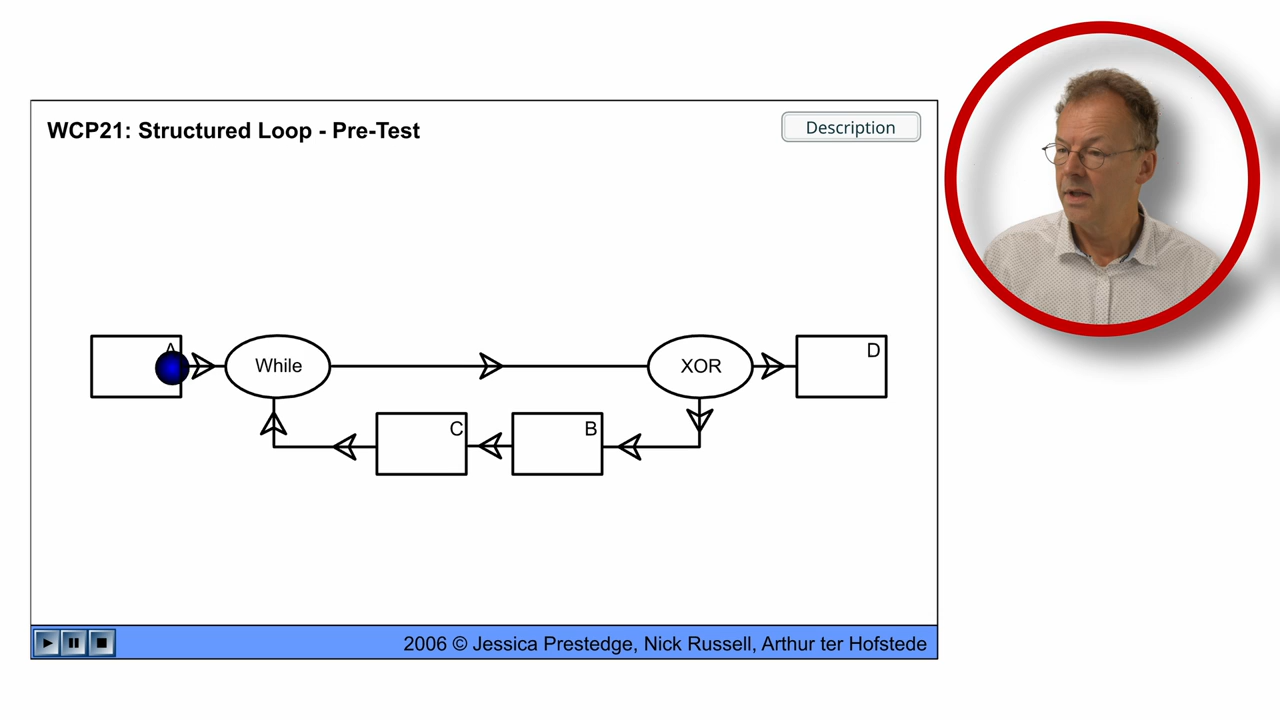 WCP21: Structured Loop - Pre-Test
Description
A
While
XOR
D
C
B
2006 © Jessica Prestedge, Nick Russell, Arthur ter Hofstede